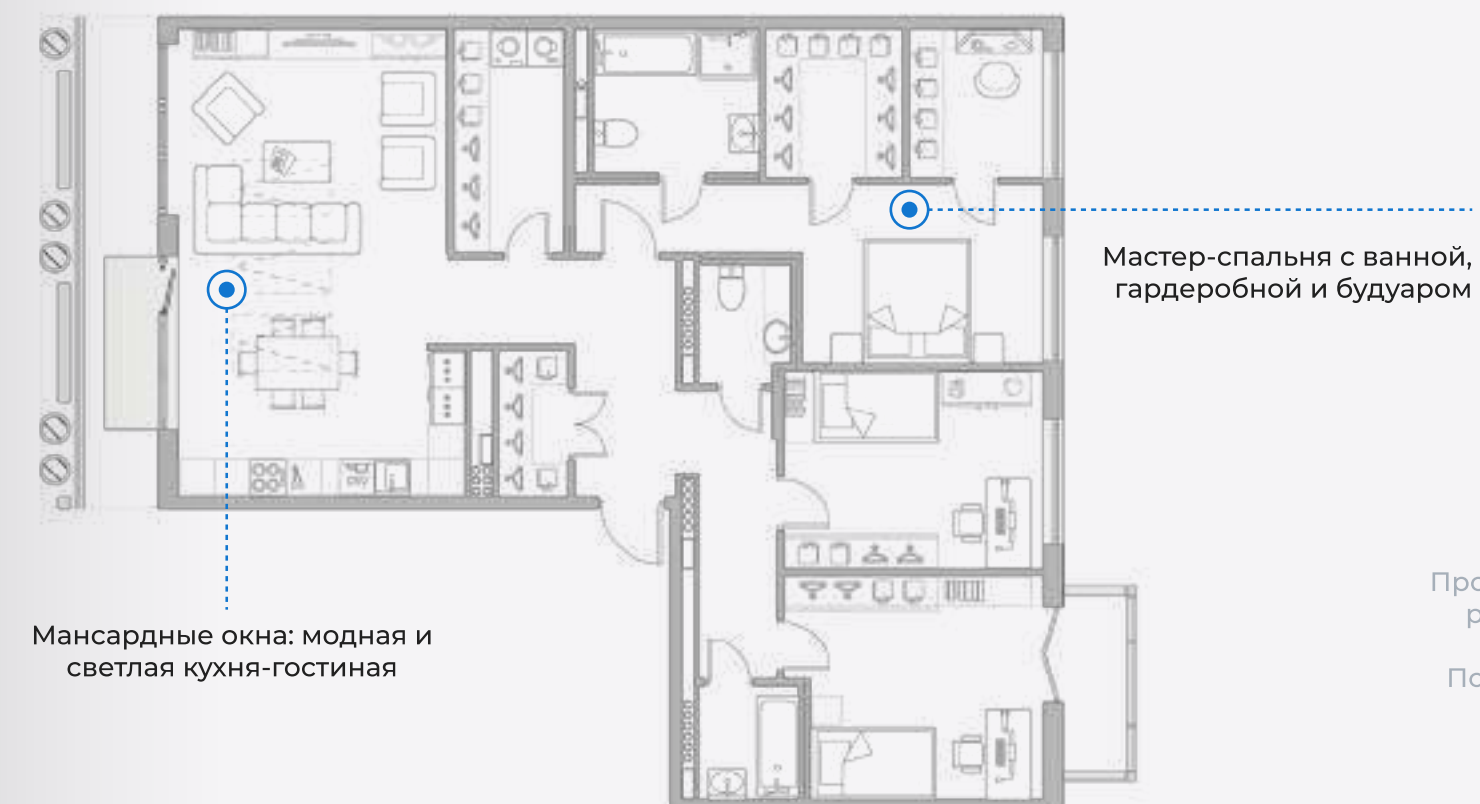 Мастер-спальня с ванной,
гардеробной и будуаром
Мансардные окна: модная и
светлая кухня-гостиная